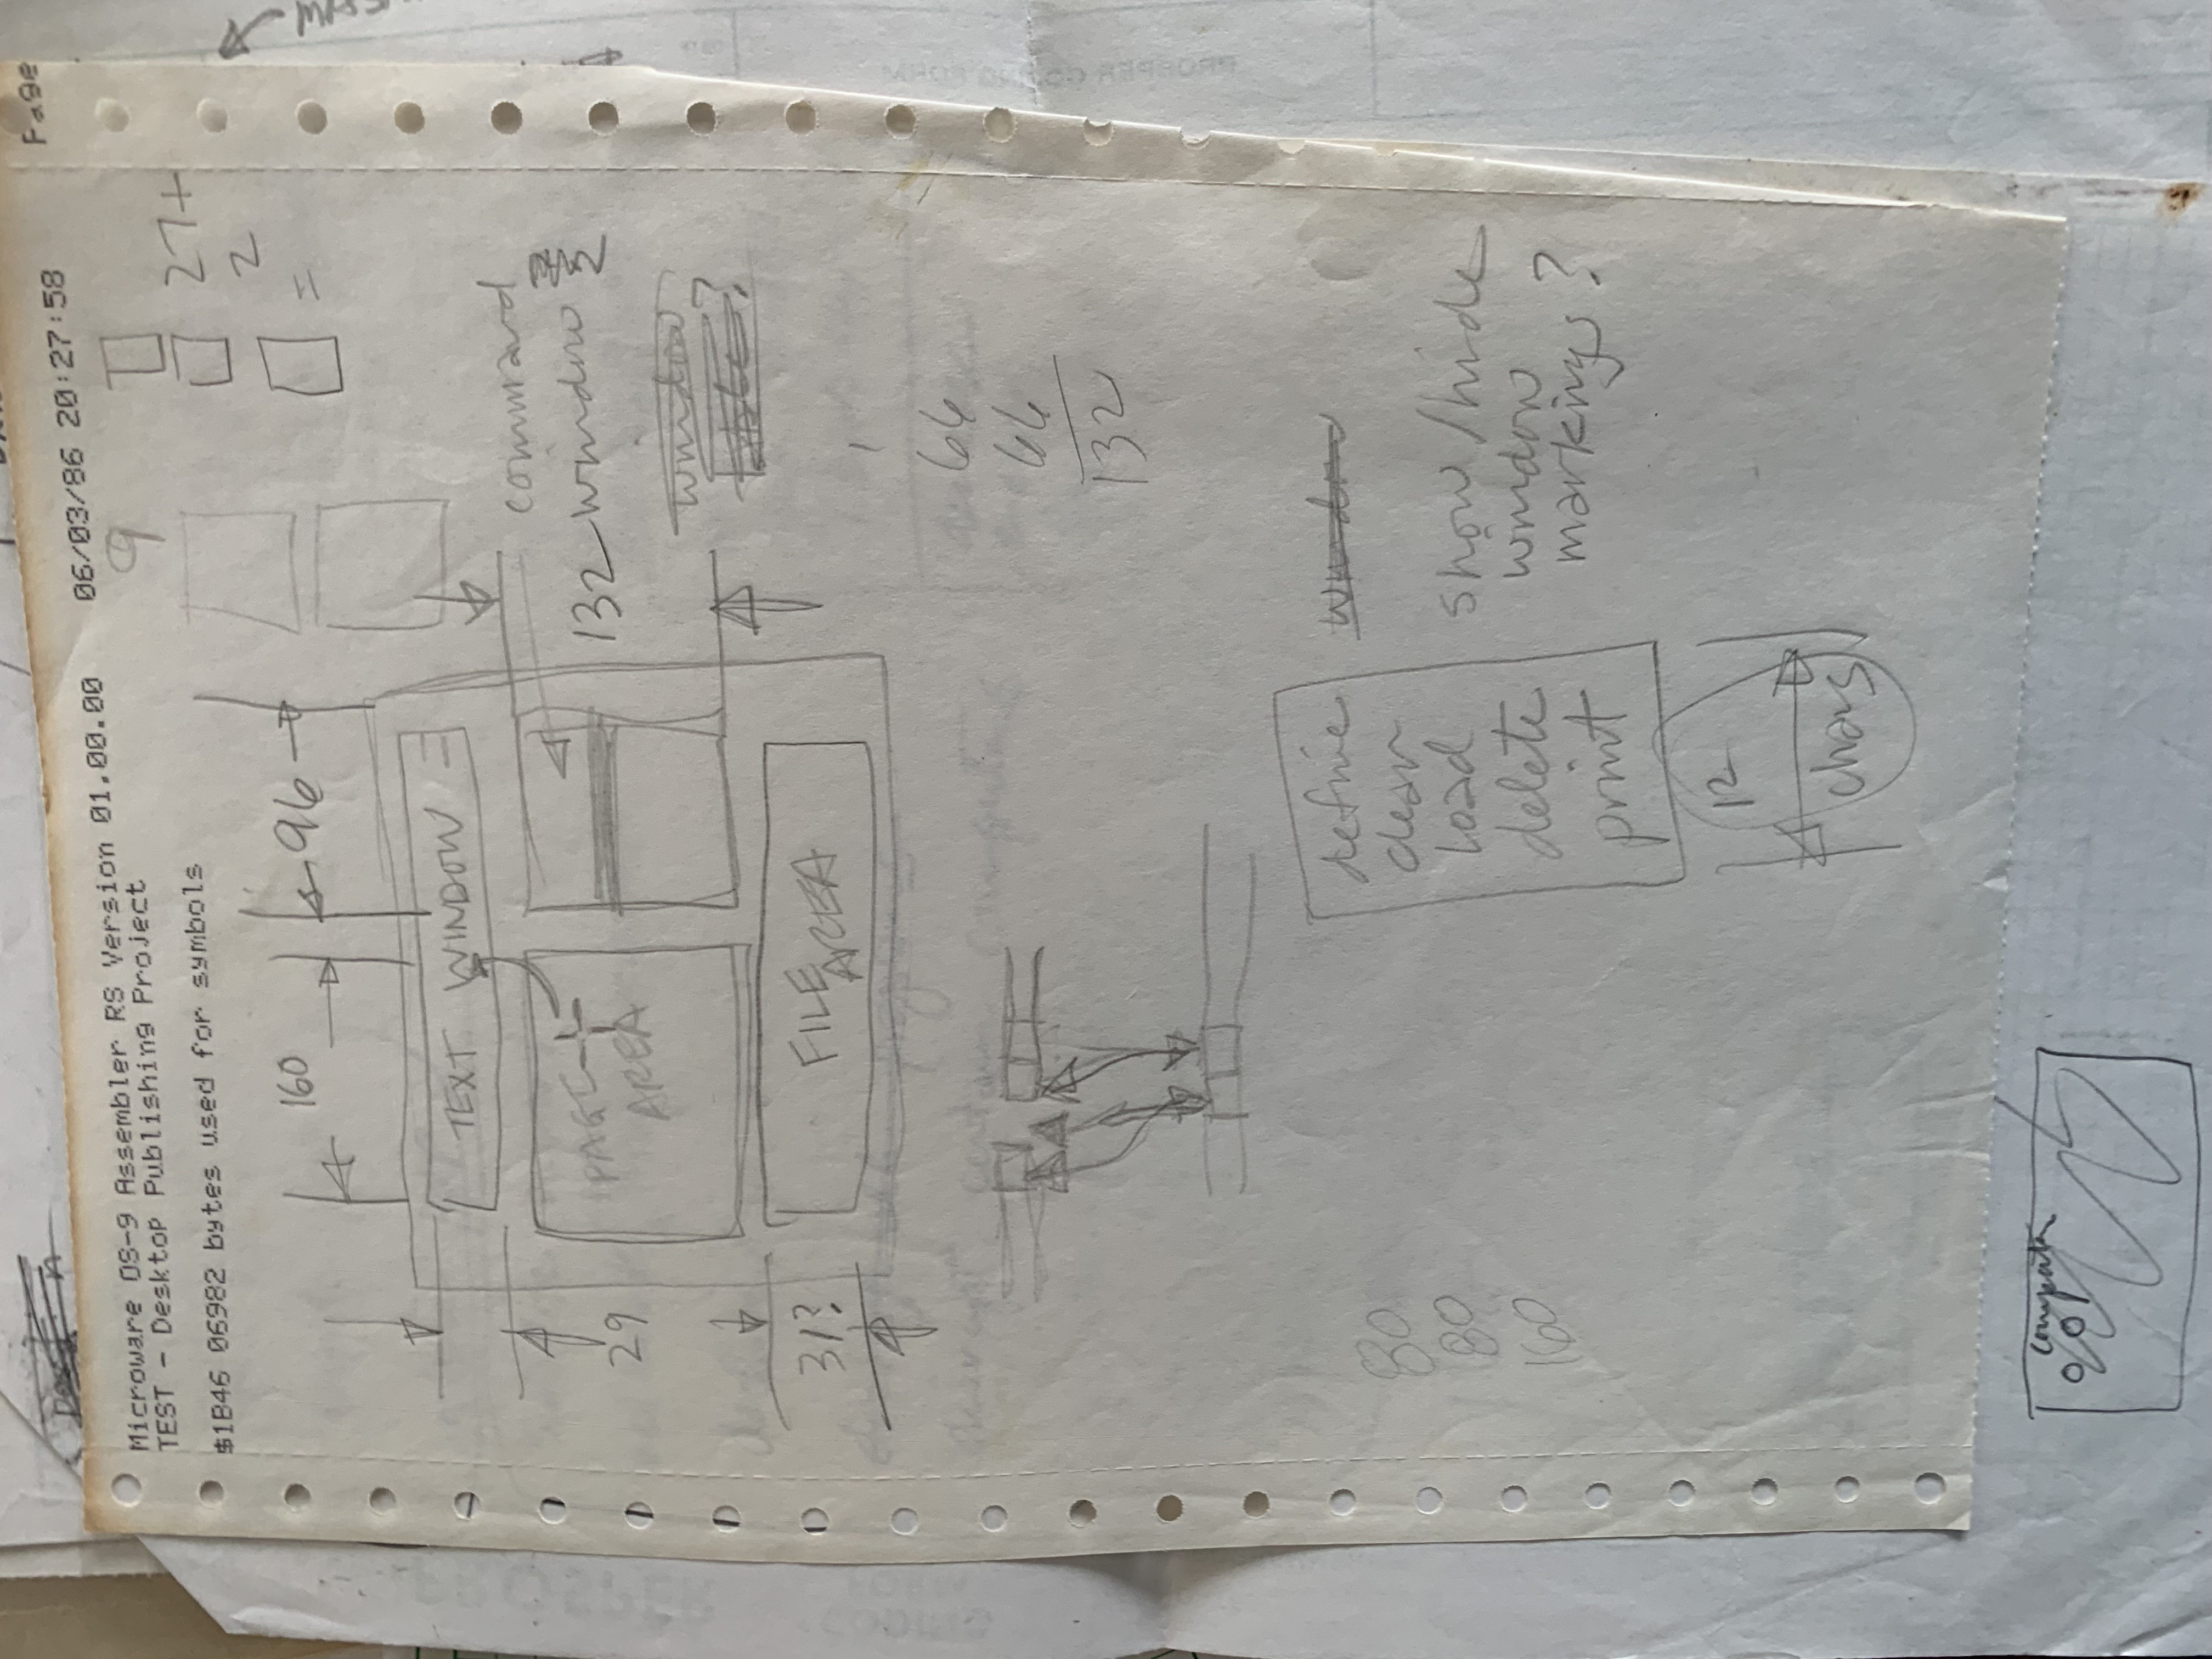 Page
Microware OS-9 Assembler RS Version 01.00.00 06/03/86 20:27:58
TEST - Desktop Publishing Project
$1B46 06982 bytes used for symbols
9
27+
2
=
160
96
TEXT WINDOW
command
132 window
PAGE
AREA
29
window
?
31?
FILE
AREA
66
66
132
80
80
160
define
clear
load
delete
print
window
show/hide
window
markings?
12
chars